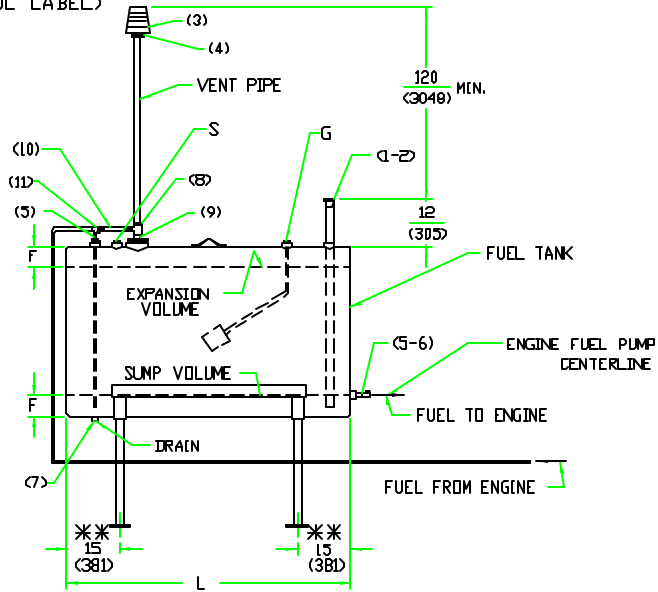 UL LABEL)
(3)
(4)
120
(3048)
MIN.
VENT PIPE
S
G
(10)
(1-2)
(11)
(8)
(5)
(9)
12
(305)
F
FUEL TANK
EXPANSION
VOLUME
(5-6)
ENGINE FUEL PUMP
CENTERLINE
SUMP VOLUME
F
FUEL TO ENGINE
DRAIN
(7)
FUEL FROM ENGINE
**
15
(381)
**
15
(381)
L